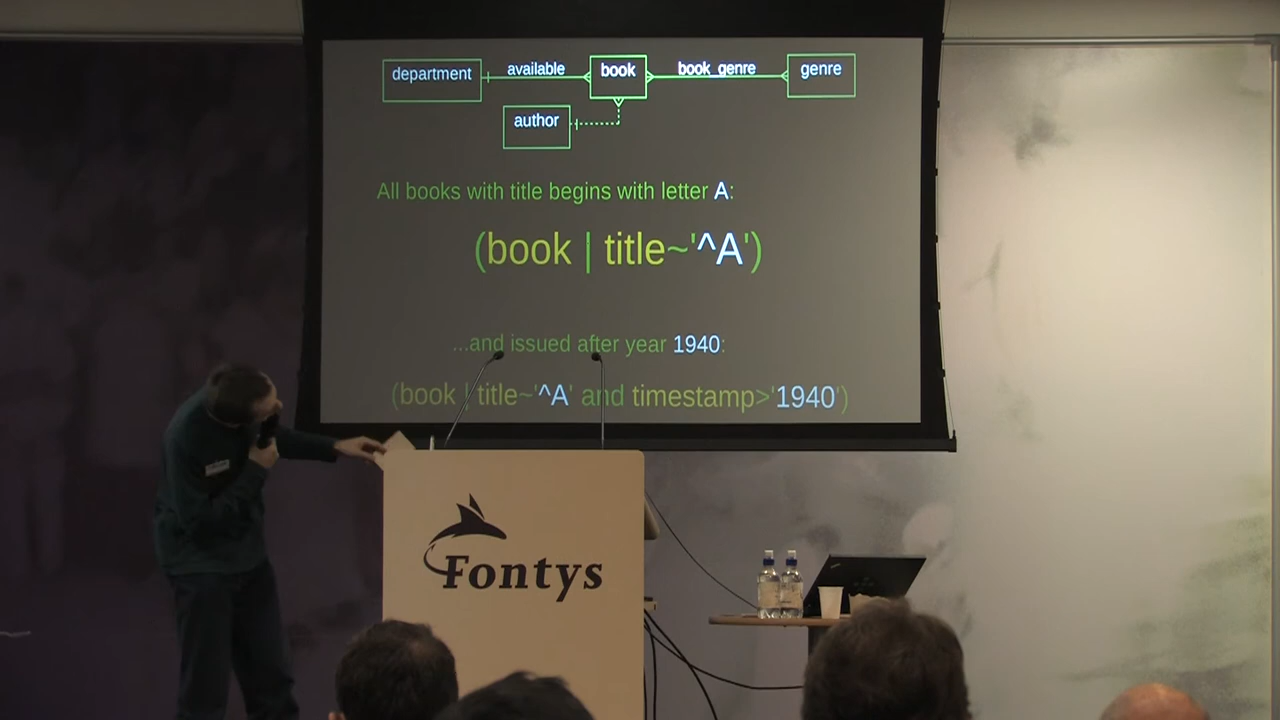 department available book book_genre genre
author
All books with title begins with letter A:
(book | title~'^A')
...and issued after year 1940:
(book | title~'^A' and timestamp>'1940')
Fontys